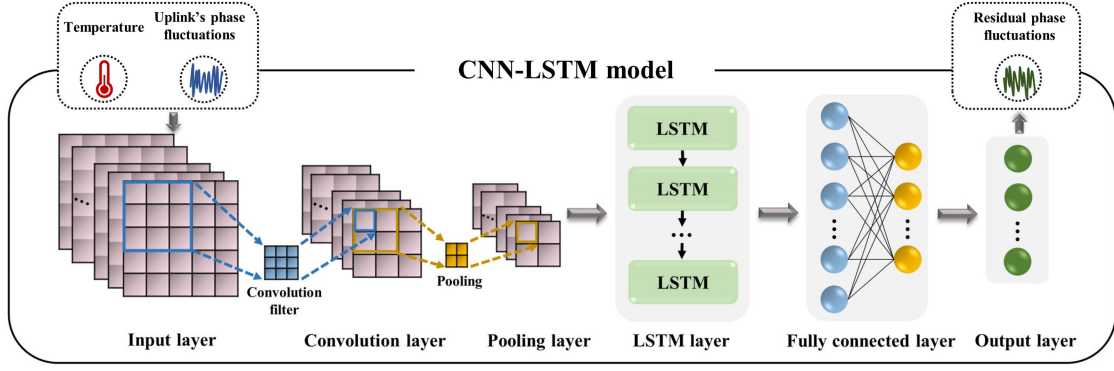 Temperature
Uplink's phase
fluctuations
Residual phase
fluctuations
CNN-LSTM model
LSTM
LSTM
LSTM
Convolution
filter
Pooling
Input layer
Convolution layer
Pooling layer
LSTM layer
Fully connected layer
Output layer